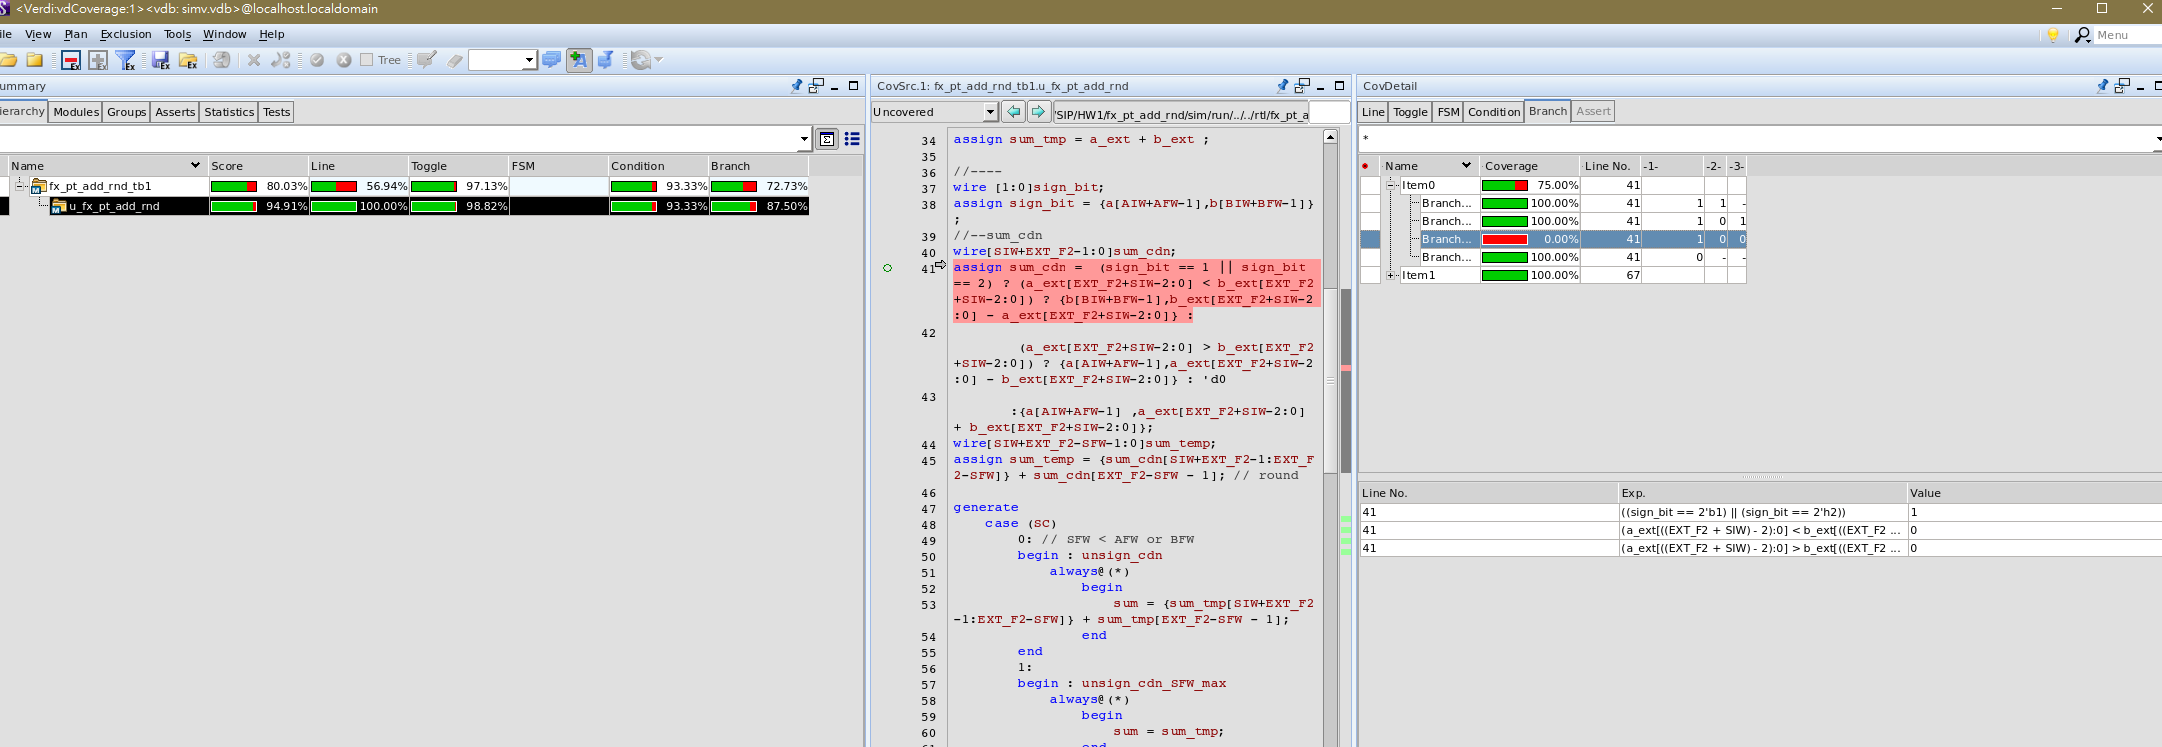 <Verdi:vdCoverage:1><vdb: simv.vdb>@localhost.localdomain
ile View Plan Exclusion Tools Window Help
Menu
Ex Ex Ex Ex Tree
ummary
ierarchy Modules Groups Asserts Statistics Tests
Name Score Line Toggle FSM Condition Branch
fx_pt_add_rnd_tb1 80.03% 56.94% 97.13% 93.33% 72.73%
u_fx_pt_add_rnd 94.91% 100.00% 98.82% 93.33% 87.50%
CovSrc.1: fx_pt_add_rnd_tb1.u_fx_pt_add_rnd
Uncovered
'SIP/HW1/fx_pt_add_rnd/sim/run/../../rtl/fx_pt_a
34 assign sum_tmp = a_ext + b_ext ;
35
36 //----
37 wire [1:0]sign_bit;
38 assign sign_bit = {a[AIW+AFW-1],b[BIW+BFW-1]}
;
39 //--sum_cdn
40 wire[SIW+EXT_F2-1:0]sum_cdn;
41 assign sum_cdn =  (sign_bit == 1 || sign_bit
== 2) ? (a_ext[EXT_F2+SIW-2:0] < b_ext[EXT_F2
+SIW-2:0]) ? {b[BIW+BFW-1],b_ext[EXT_F2+SIW-2
:0] - a_ext[EXT_F2+SIW-2:0]} :
42
(a_ext[EXT_F2+SIW-2:0] > b_ext[EXT_F2
+SIW-2:0]) ? {a[AIW+AFW-1],a_ext[EXT_F2+SIW-2
:0] - b_ext[EXT_F2+SIW-2:0]} : 'd0
43
:{a[AIW+AFW-1] ,a_ext[EXT_F2+SIW-2:0]
+ b_ext[EXT_F2+SIW-2:0]};
44 wire[SIW+EXT_F2-SFW-1:0]sum_temp;
45 assign sum_temp = {sum_cdn[SIW+EXT_F2-1:EXT_F
2-SFW]} + sum_cdn[EXT_F2-SFW - 1]; // round
46
47 generate
48 case (SC)
49 0: // SFW < AFW or BFW
50 begin : unsign_cdn
51 always@(*)
52 begin
53 sum = {sum_tmp[SIW+EXT_F2
-1:EXT_F2-SFW]} + sum_tmp[EXT_F2-SFW - 1];
54 end
55 end
56 1:
57 begin : unsign_cdn_SFW_max
58 always@(*)
59 begin
60 sum = sum_tmp;
CovDetail
Line Toggle FSM Condition Branch Assert
*
Name Coverage Line No. -1- -2- -3-
Item0 75.00% 41
Branch... 100.00% 41 1 1 -
Branch... 100.00% 41 1 0 1
Branch... 0.00% 41 1 0 0
Branch... 100.00% 41 0 - -
Item1 100.00% 67
Line No. Exp. Value
41 ((sign_bit == 2'b1) || (sign_bit == 2'h2)) 1
41 (a_ext[((EXT_F2 + SIW) - 2):0] < b_ext[((EXT_F2 ... 0
41 (a_ext[((EXT_F2 + SIW) - 2):0] > b_ext[((EXT_F2 ... 0